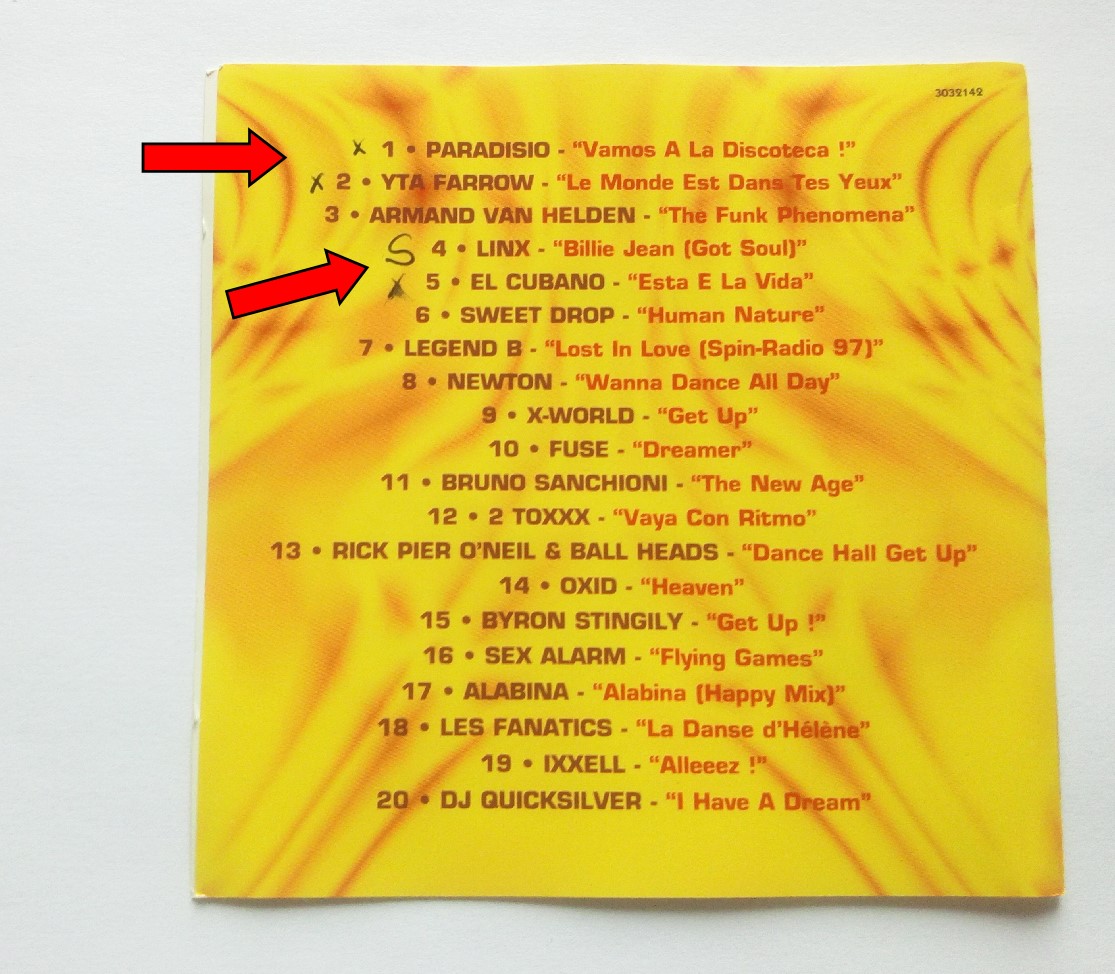 3032142
X 1 • PARADISIO - “Vamos A La Discoteca !”
X 2 • YTA FARROW - “Le Monde Est Dans Tes Yeux”
3 • ARMAND VAN HELDEN - “The Funk Phenomena”
S 4 • LINX - “Billie Jean (Got Soul)”
X 5 • EL CUBANO - “Esta E La Vida”
6 • SWEET DROP - “Human Nature”
7 • LEGEND B - “Lost In Love (Spin-Radio 97)”
8 • NEWTON - “Wanna Dance All Day”
9 • X-WORLD - “Get Up”
10 • FUSE - “Dreamer”
11 • BRUNO SANCHIONI - “The New Age”
12 • 2 TOXXX - “Vaya Con Ritmo”
13 • RICK PIER O’NEIL & BALL HEADS - “Dance Hall Get Up”
14 • OXID - “Heaven”
15 • BYRON STINGILY - “Get Up !”
16 • SEX ALARM - “Flying Games”
17 • ALABINA - “Alabina (Happy Mix)”
18 • LES FANATICS - “La Danse d’Hélène”
19 • IXXELL - “Alleeez !”
20 • DJ QUICKSILVER - “I Have A Dream”